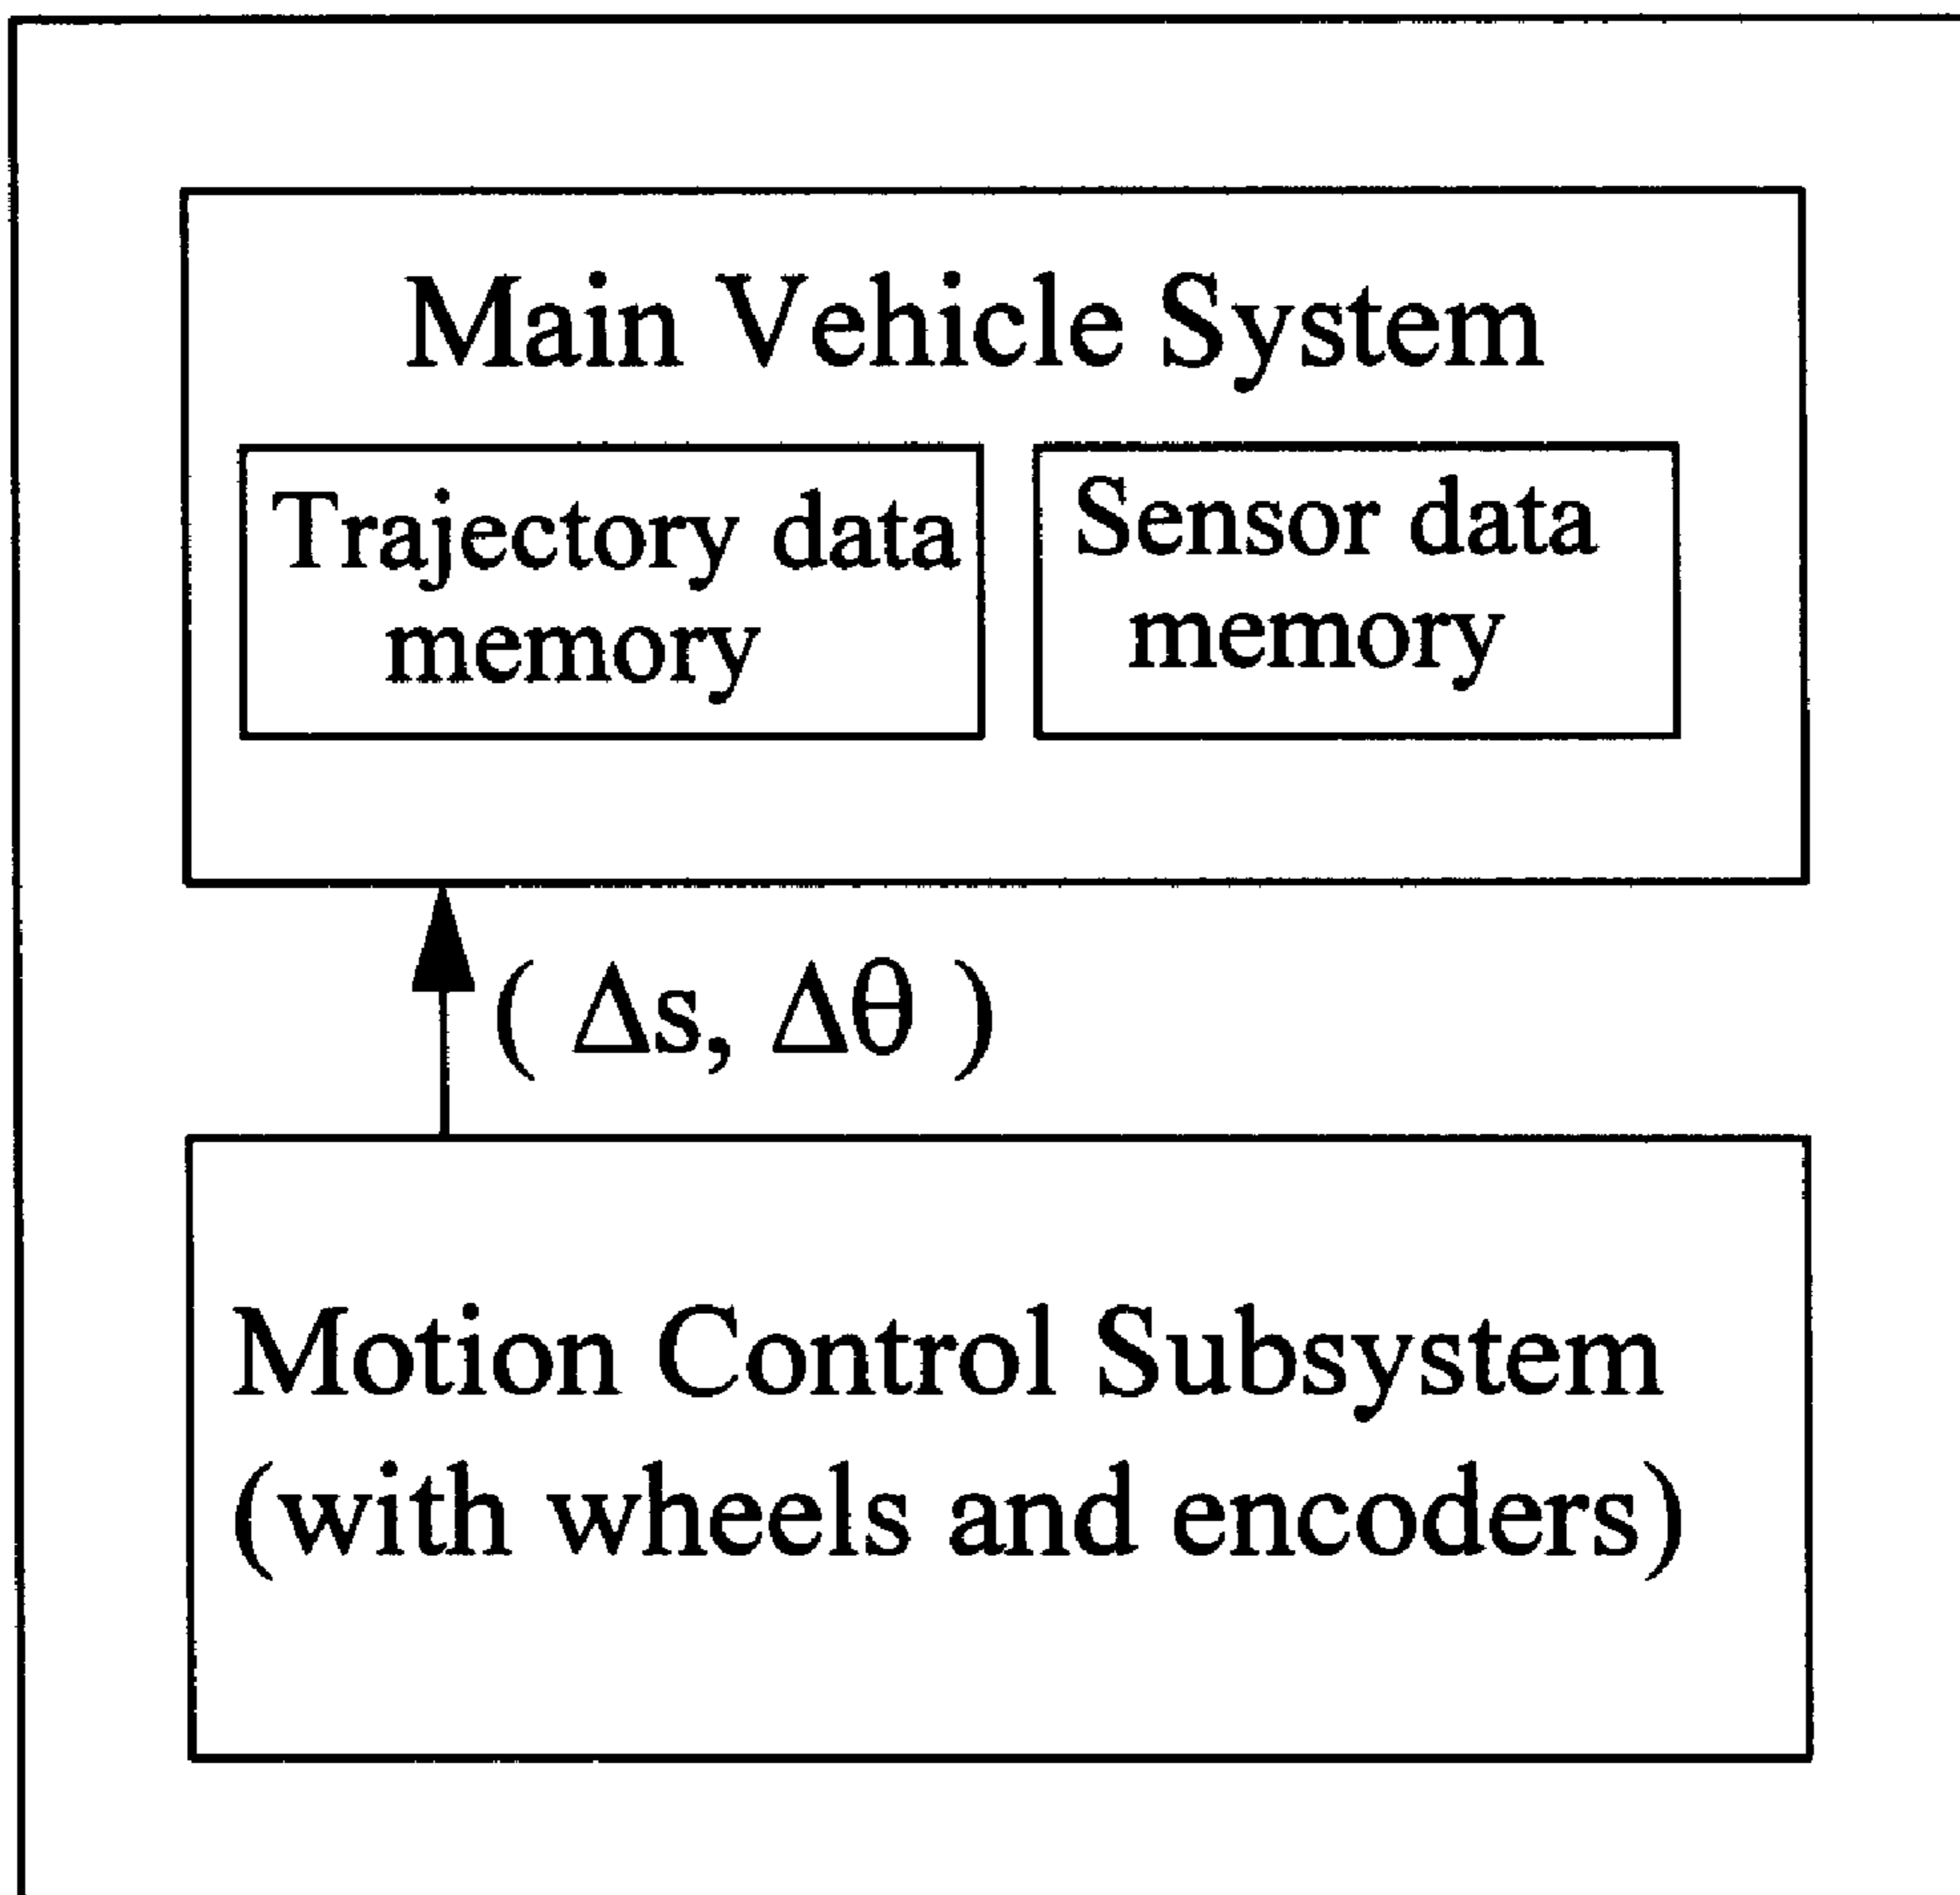 Main Vehicle System
Trajectory data
memory
Sensor data
memory
( Δs, Δθ )
Motion Control Subsystem
(with wheels and encoders)